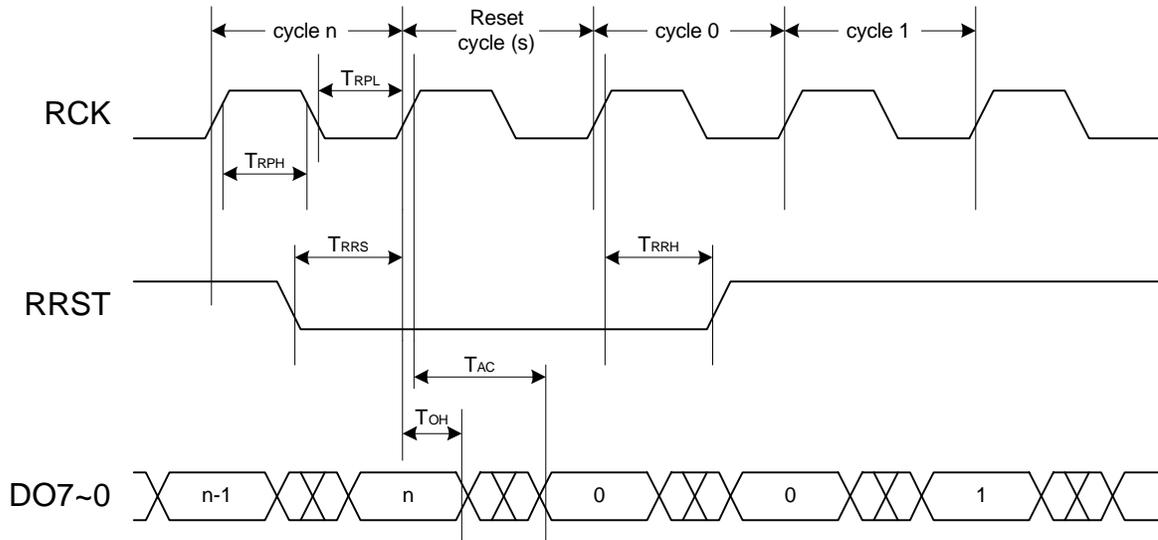 cycle n
Reset
cycle (s)
cycle 0
cycle 1
TRPL
RCK
TRPH
TRRS
TRRH
RRST
TAC
TOH
DO7~0
n-1
n
0
0
1